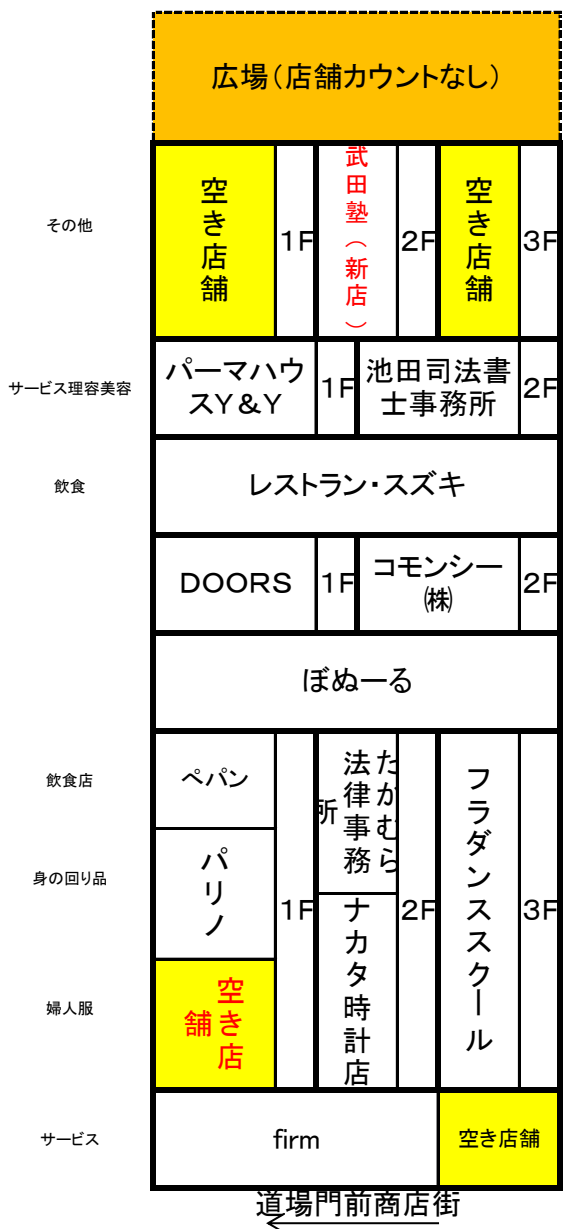 広場(店舗カウントなし)
その他
空き店舗
1F
武田塾(新店)
2F
空き店舗
3F
サービス理容美容
パーマハウ
スY&Y
1F
池田司法書
士事務所
2F
飲食
レストラン・スズキ
DOORS
1F
コモンシー
㈱
2F
ぼぬーる
飲食店
ペパン
身の回り品
パリノ
婦人服
空き店
舗
1F
たかむら
法律事務
所
ナカタ時計店
2F
フラダンススクール
3F
サービス
firm
空き店舗
道場門前商店街